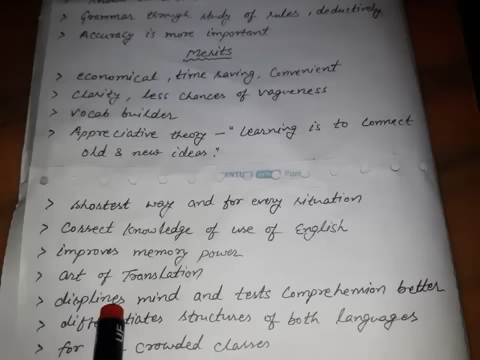 > Grammar through study of rules, deductively
> Accuracy is more important
Merits
> economical, time saving, Convenient
> Clarity, less chances of vagueness
> Vocab builder
> Appreciative theory - "Learning is to connect
old & new ideas."
> shortest way and for every situation
> Correct knowledge of use of English
> improves memory power
> art of Translation
> displines mind and tests Comprehension better
> differentiates structures of both languages
> for crowded classes